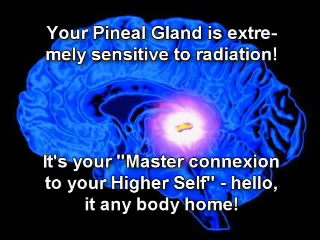 Your Pineal Gland is extre-
mely sensitive to radiation!
It's your "Master connexion
to your Higher Self" - hello,
it any body home!